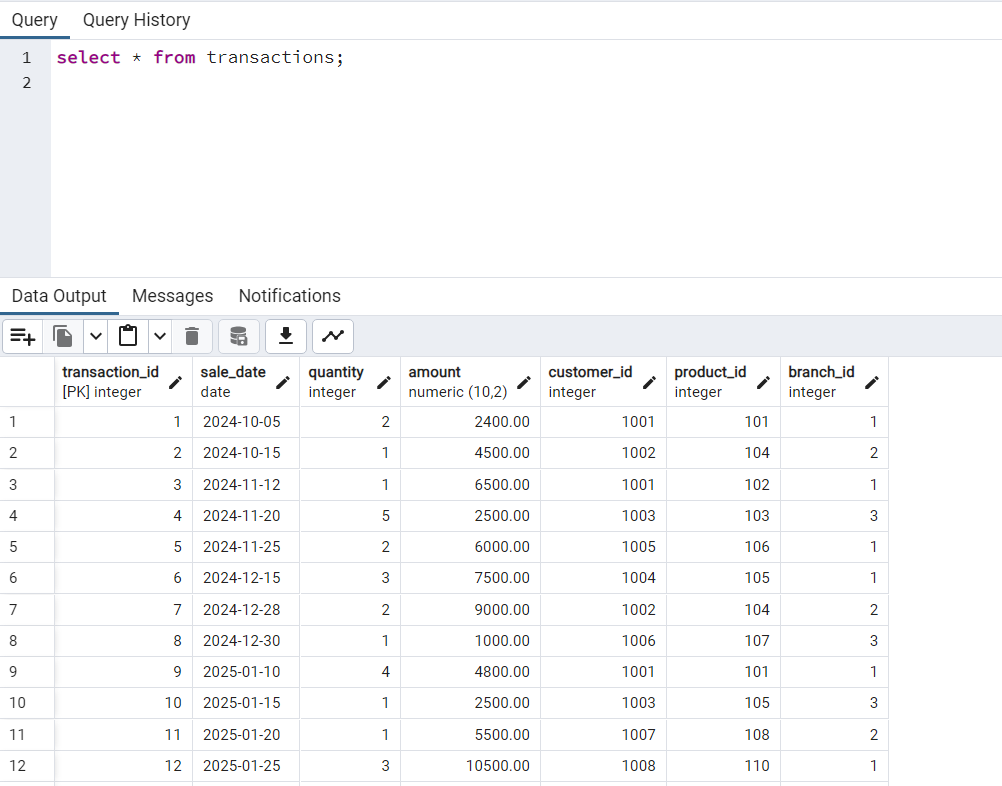 Query Query History
1 select * from transactions;
2
Data Output Messages Notifications
transaction_id sale_date quantity amount customer_id product_id branch_id
[PK] integer date integer numeric (10,2) integer integer integer
1 1 2024-10-05 2 2400.00 1001 101 1
2 2 2024-10-15 1 4500.00 1002 104 2
3 3 2024-11-12 1 6500.00 1001 102 1
4 4 2024-11-20 5 2500.00 1003 103 3
5 5 2024-11-25 2 6000.00 1005 106 1
6 6 2024-12-15 3 7500.00 1004 105 1
7 7 2024-12-28 2 9000.00 1002 104 2
8 8 2024-12-30 1 1000.00 1006 107 3
9 9 2025-01-10 4 4800.00 1001 101 1
10 10 2025-01-15 1 2500.00 1003 105 3
11 11 2025-01-20 1 5500.00 1007 108 2
12 12 2025-01-25 3 10500.00 1008 110 1